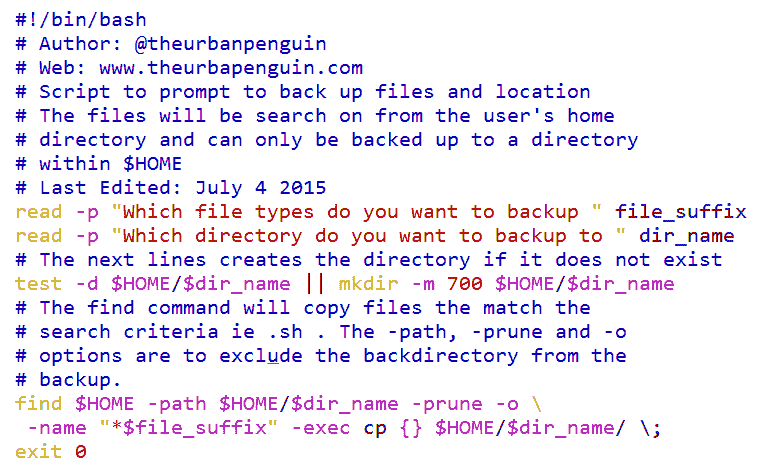 #!/bin/bash
# Author: @theurbanpenguin
# Web: www.theurbapenguin.com
# Script to prompt to back up files and location
# The files will be search on from the user's home
# directory and can only be backed up to a directory
# within $HOME
# Last Edited: July 4 2015
read -p "Which file types do you want to backup " file_suffix
read -p "Which directory do you want to backup to " dir_name
# The next lines creates the directory if it does not exist
test -d $HOME/$dir_name || mkdir -m 700 $HOME/$dir_name
# The find command will copy files the match the
# search criteria ie .sh . The -path, -prune and -o
# options are to exclude the backdirectory from the
# backup.
find $HOME -path $HOME/$dir_name -prune -o \
 -name "*$file_suffix" -exec cp {} $HOME/$dir_name/ \;
exit 0